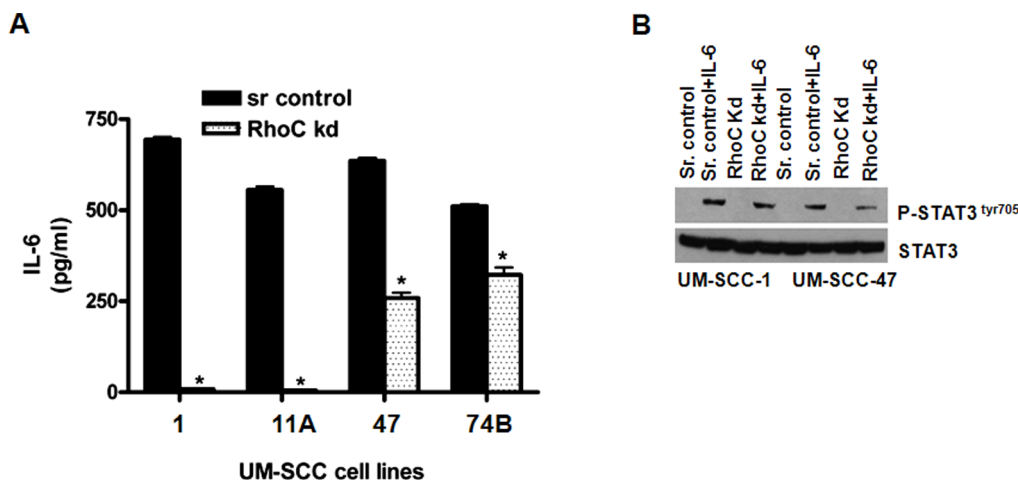 A
sr control
RhoC kd
750
500
250
0
IL-6
(pg/ml)
*
*
*
*
1
11A
47
74B
UM-SCC cell lines
B
Sr. control
Sr. control+IL-6
RhoC Kd
RhoC kd+IL-6
Sr. control
Sr. control+IL-6
RhoC Kd
RhoC kd+IL-6
P-STAT3 tyr705
STAT3
UM-SCC-1
UM-SCC-47